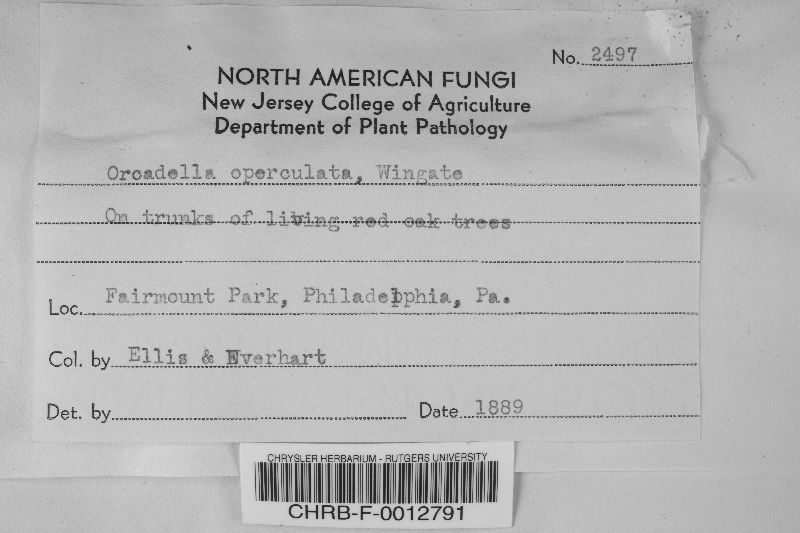 No. 2497
NORTH AMERICAN FUNGI
New Jersey College of Agriculture
Department of Plant Pathology
Orcadella operculata, Wingate
On trunks of living red oak trees
Loc. Fairmount Park, Philadelphia, Pa.
Col. by Ellis & Everhart
Det. by
Date 1889
CHRYSLER HERBARIUM - RUTGERS UNIVERSITY
CHRB-F-0012791